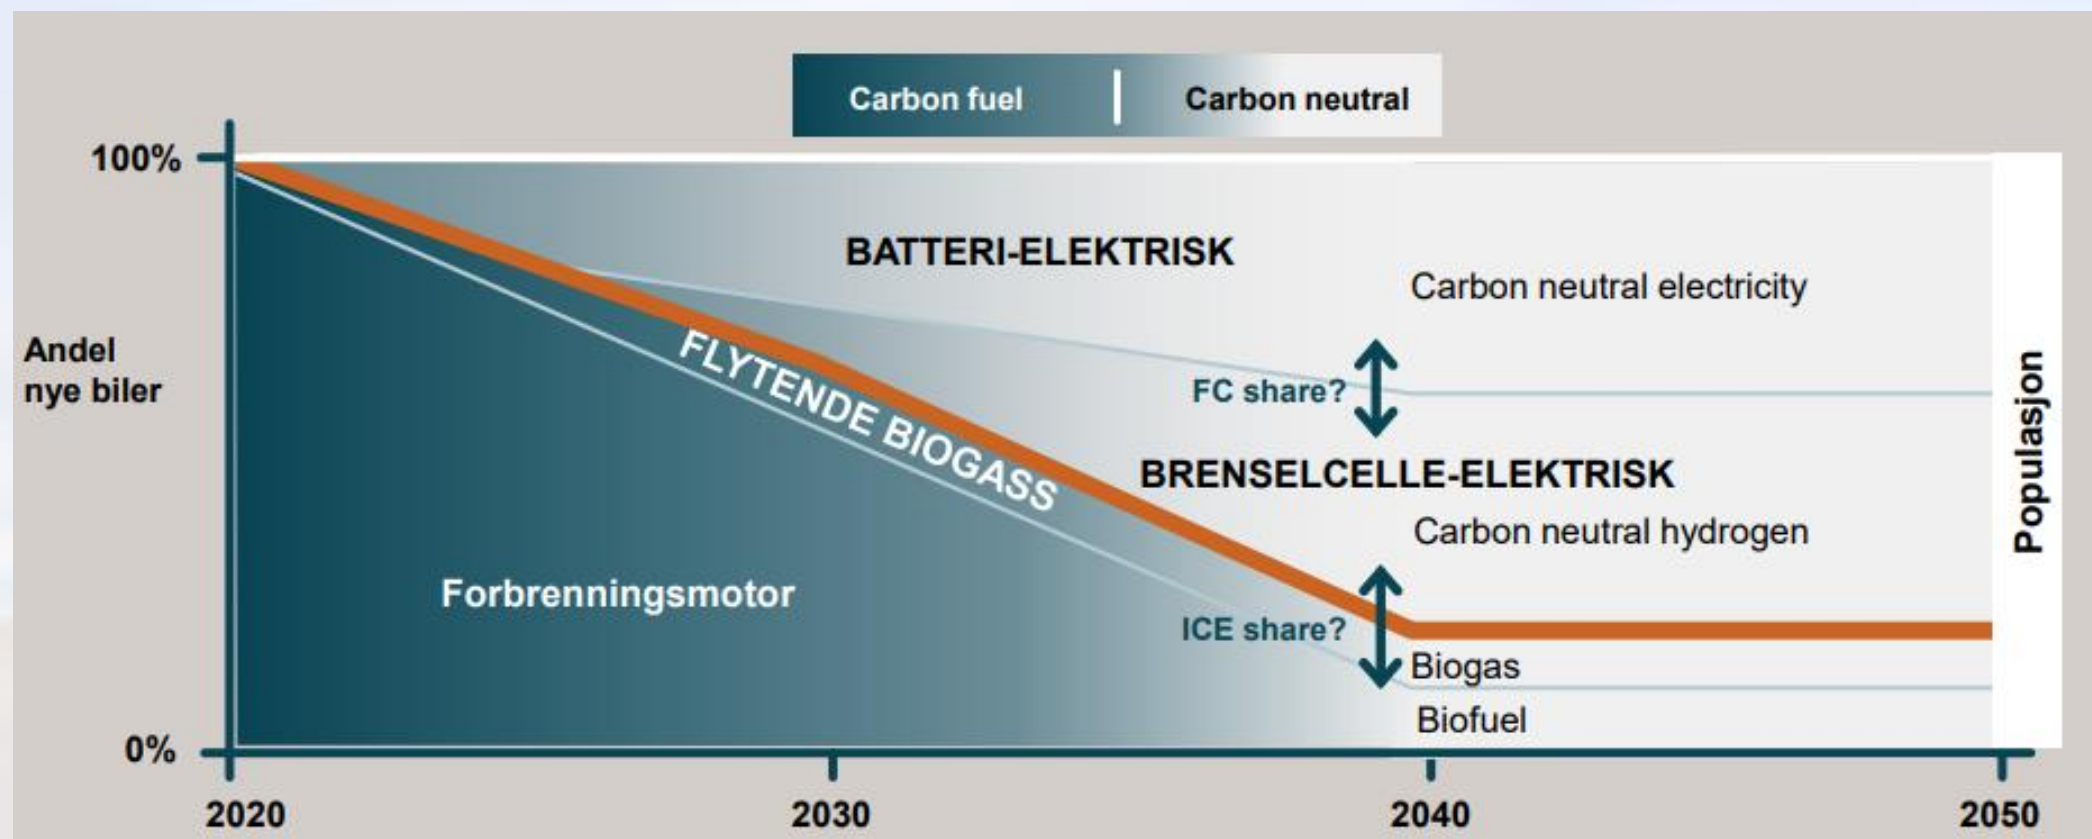 Carbon fuel
Carbon neutral
100%
BATTERI-ELEKTRISK
Carbon neutral electricity
Andel
nye biler
FLYTENDE BIOGASS
FC share?
Populasjon
BRENSELCELLE-ELEKTRISK
Carbon neutral hydrogen
Forbrenningsmotor
ICE share?
Biogas
Biofuel
0%
2020
2030
2040
2050